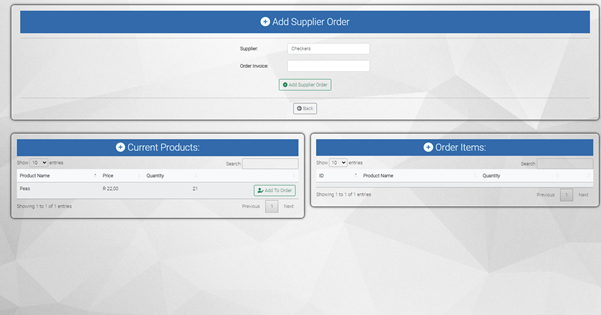 Add Supplier Order
Supplier: Checkers
Order Invoice:
Add Supplier Order
Back
Current Products:
Show 10 entries Search:
Product Name Price Quantity
Peas R 22,00 21 Add To Order
Showing 1 to 1 of 1 entries Previous 1 Next
Order Items:
Show 10 entries Search:
ID Product Name Quantity
Showing 1 to 1 of 1 entries Previous 1 Next